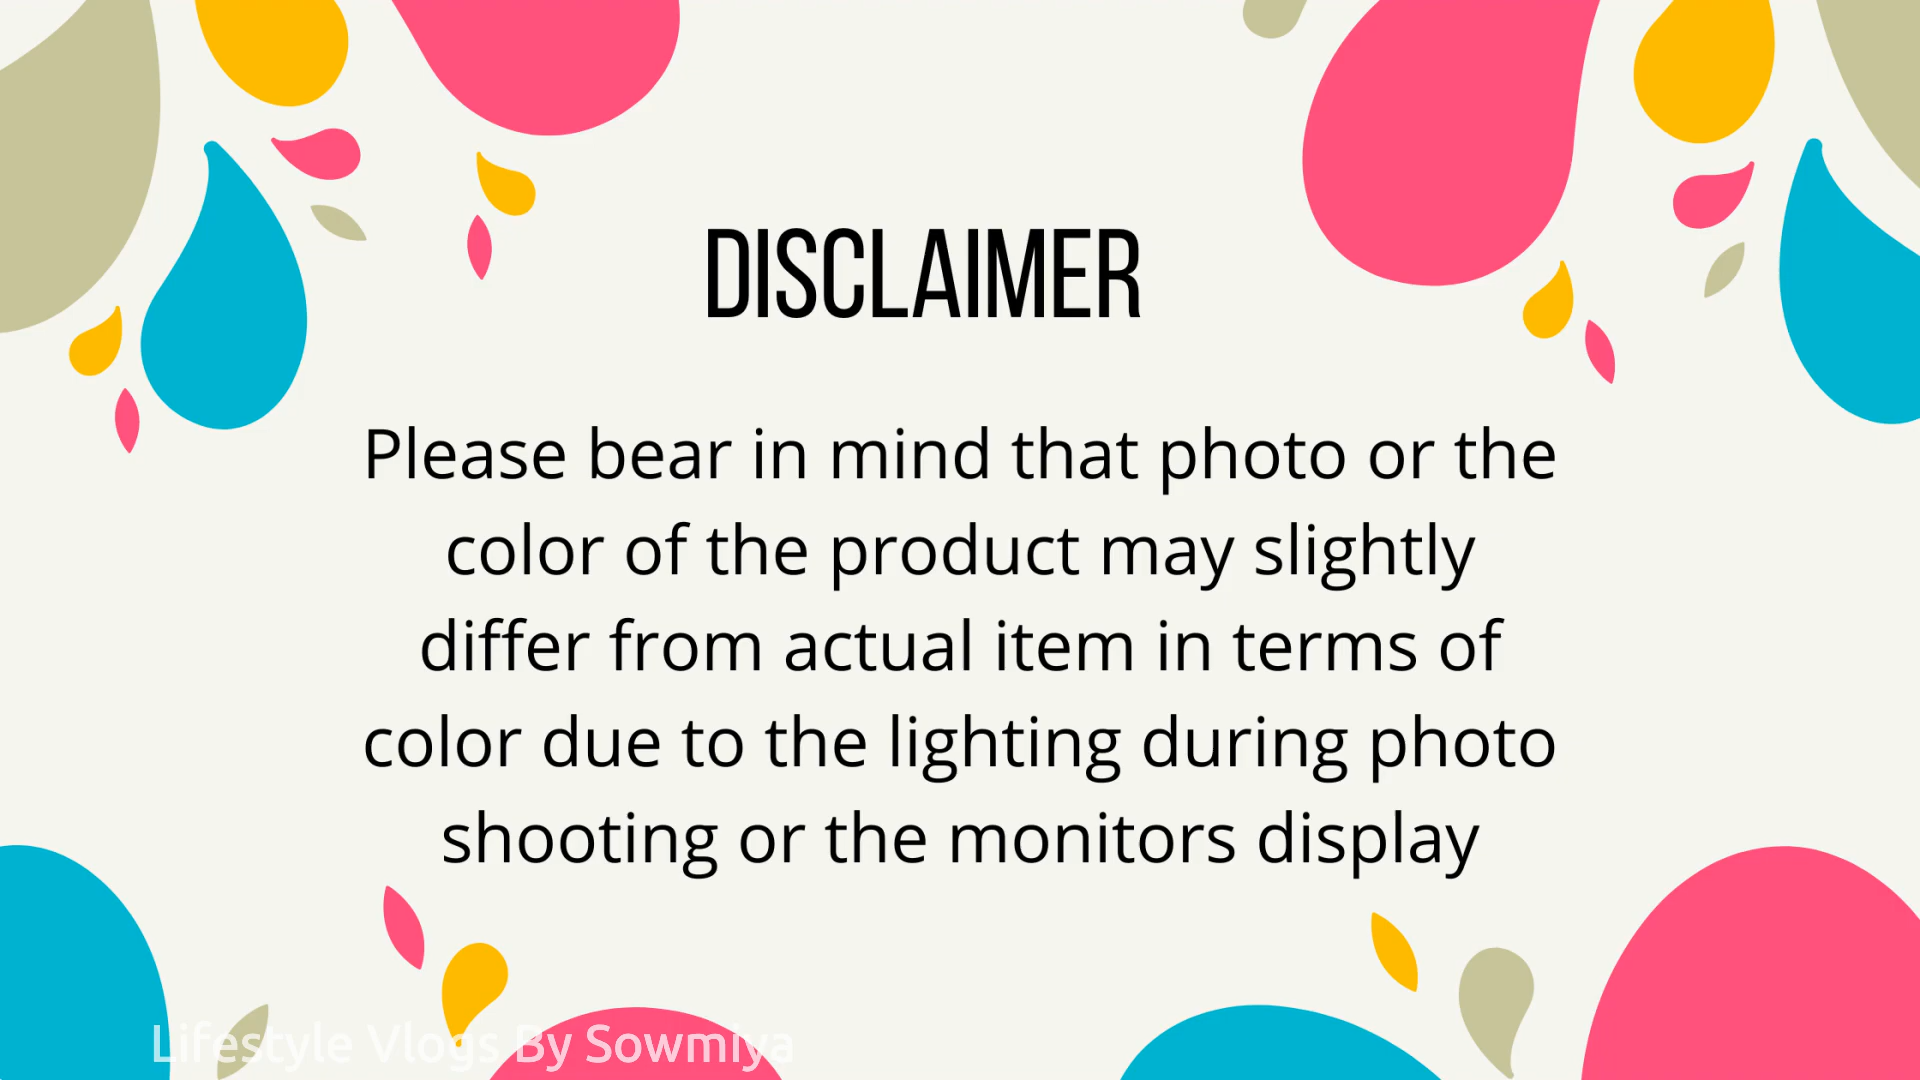 DISCLAIMER
Please bear in mind that photo or the
color of the product may slightly
differ from actual item in terms of
color due to the lighting during photo
shooting or the monitors display
Lifestyle Vlogs By Sowmiya